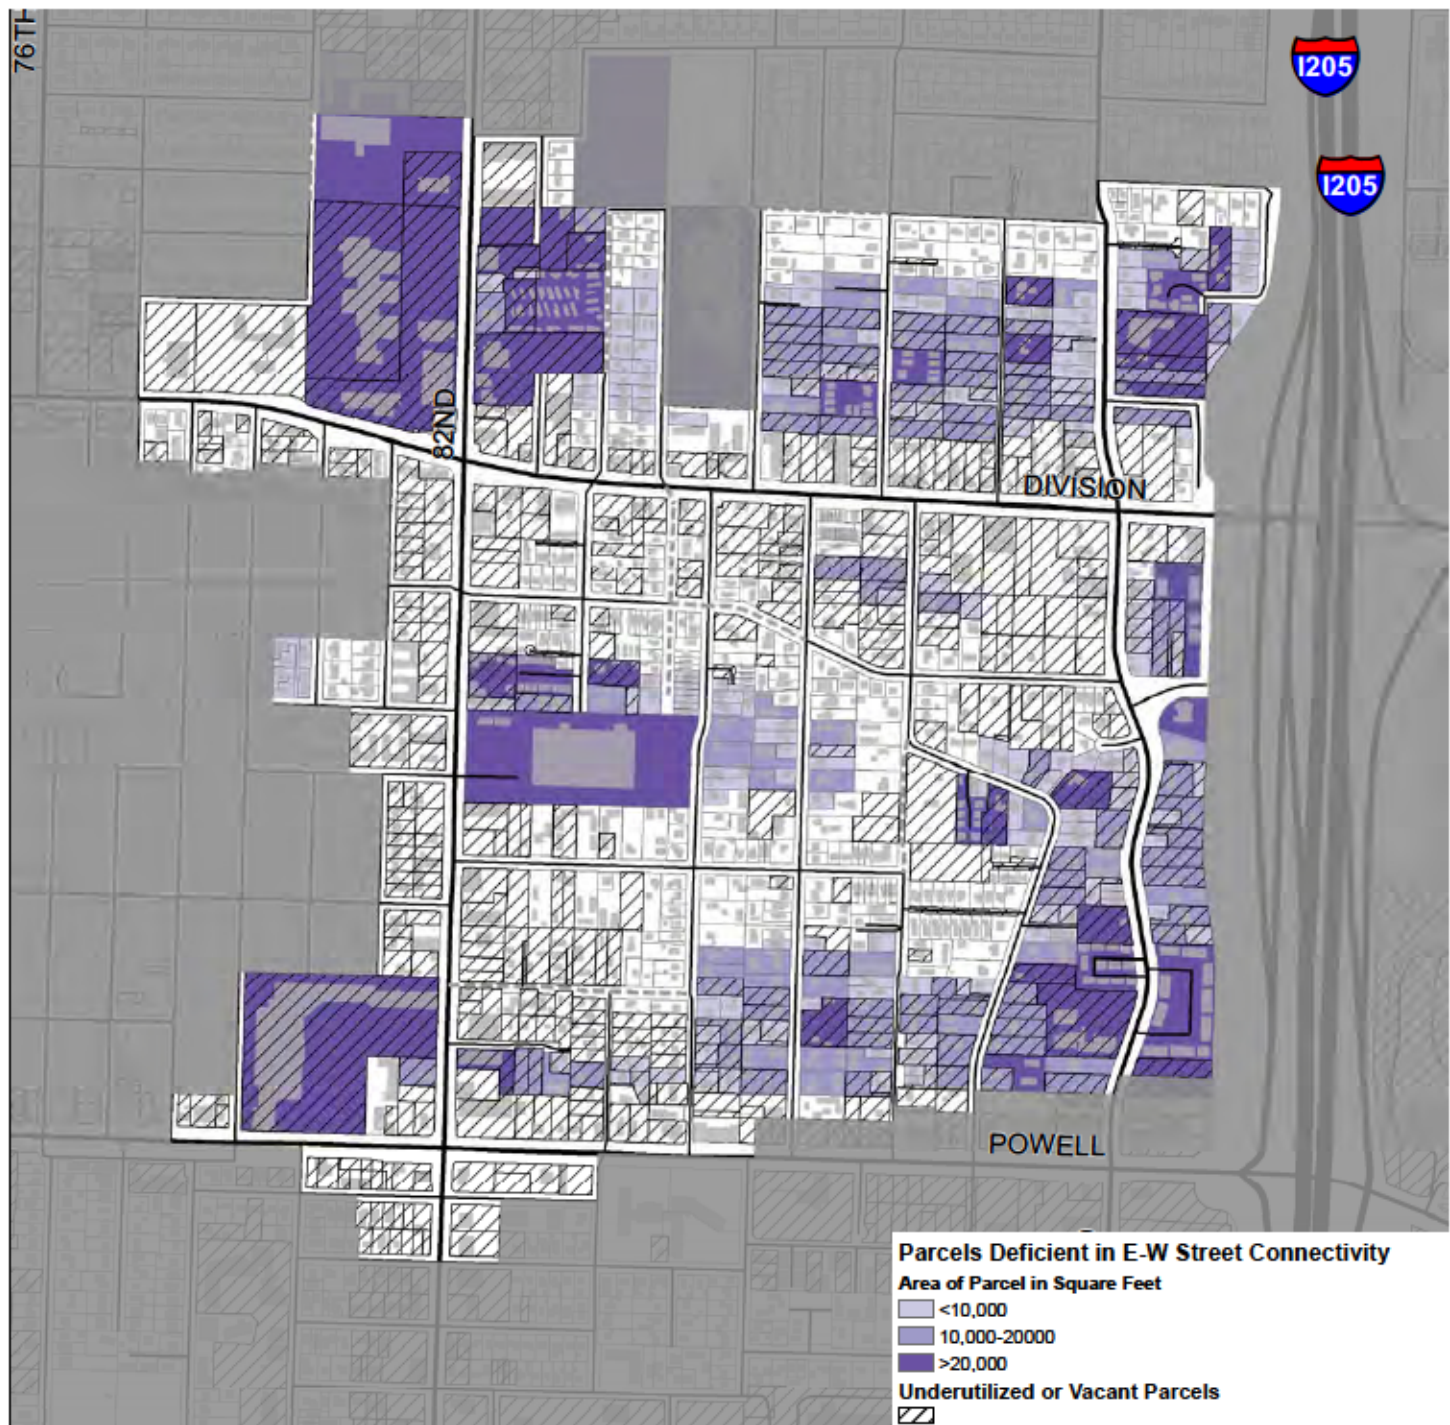 76TH
I205
I205
82ND
DIVISION
POWELL
Parcels Deficient in E-W Street Connectivity
Area of Parcel in Square Feet
<10,000
10,000-20000
>20,000
Underutilized or Vacant Parcels